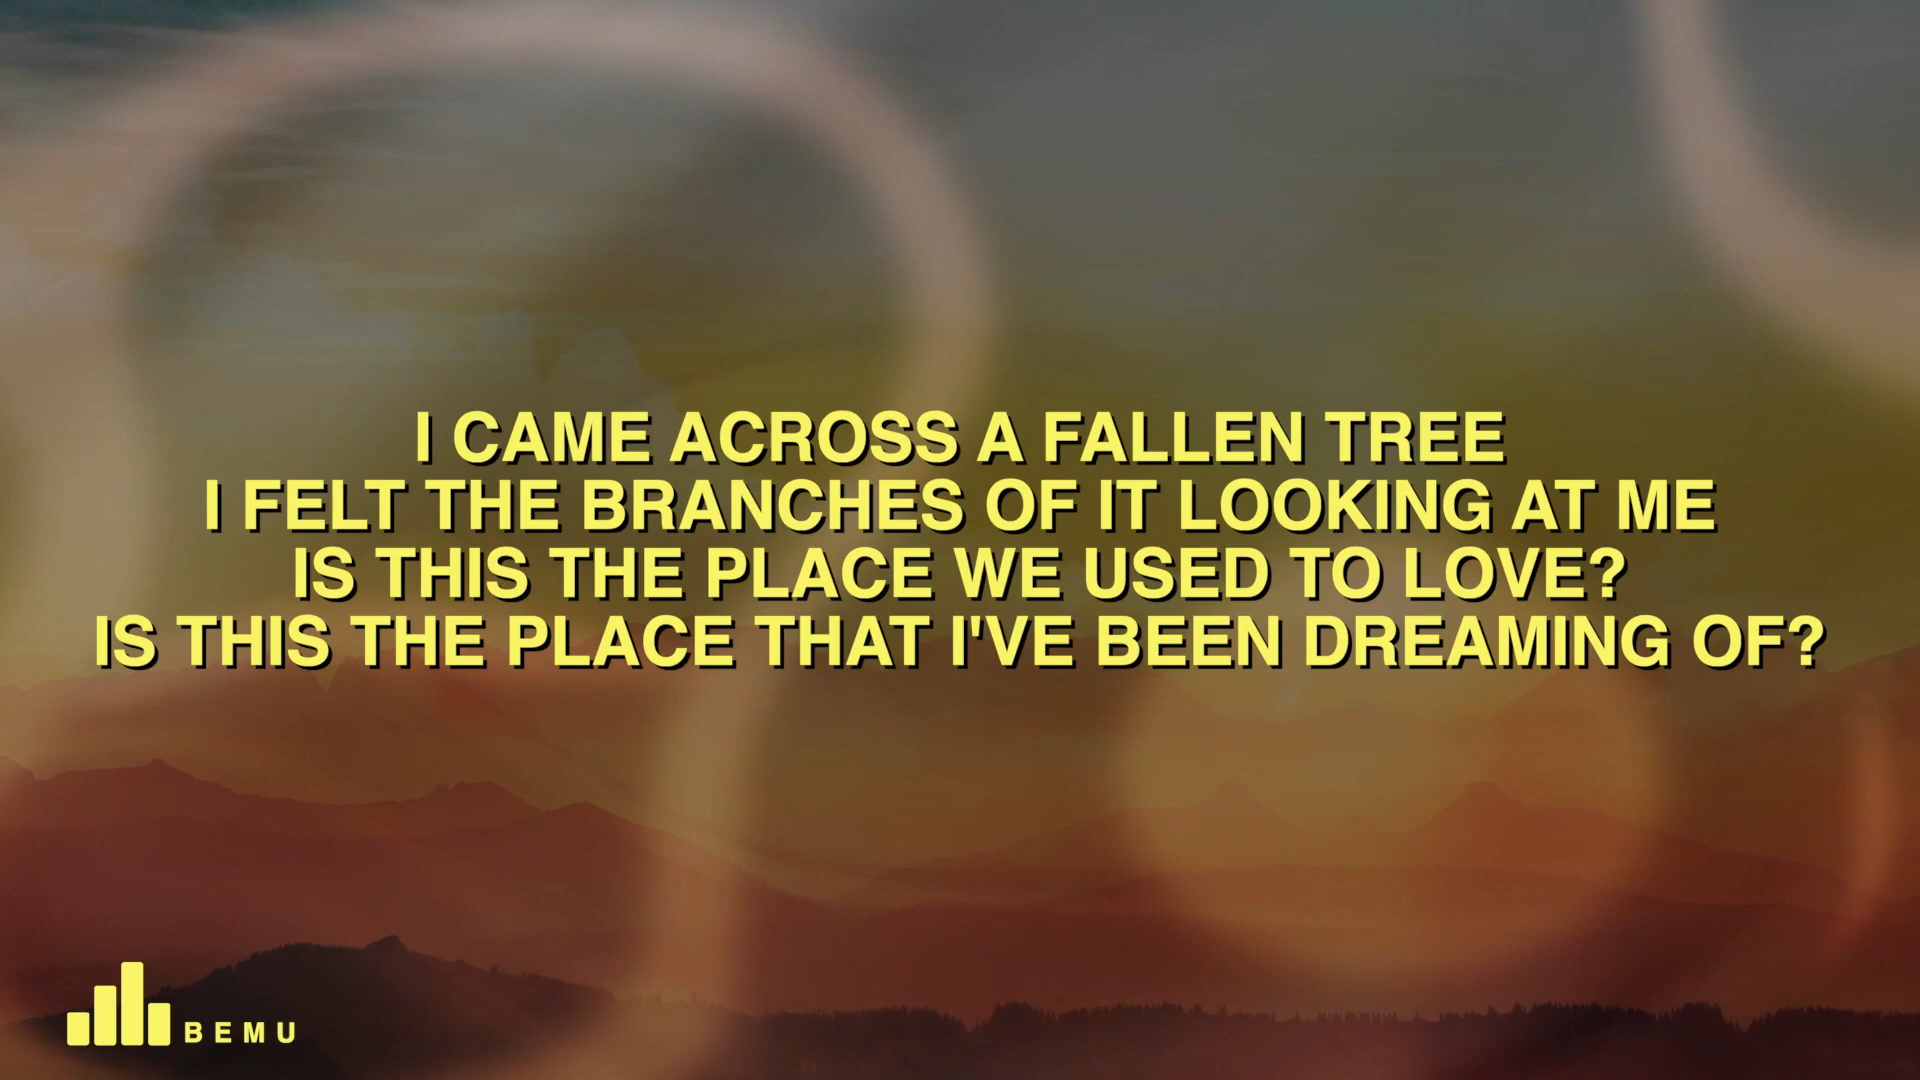 I CAME ACROSS A FALLEN TREE
I FELT THE BRANCHES OF IT LOOKING AT ME
IS THIS THE PLACE WE USED TO LOVE?
IS THIS THE PLACE THAT I'VE BEEN DREAMING OF?
BEMU